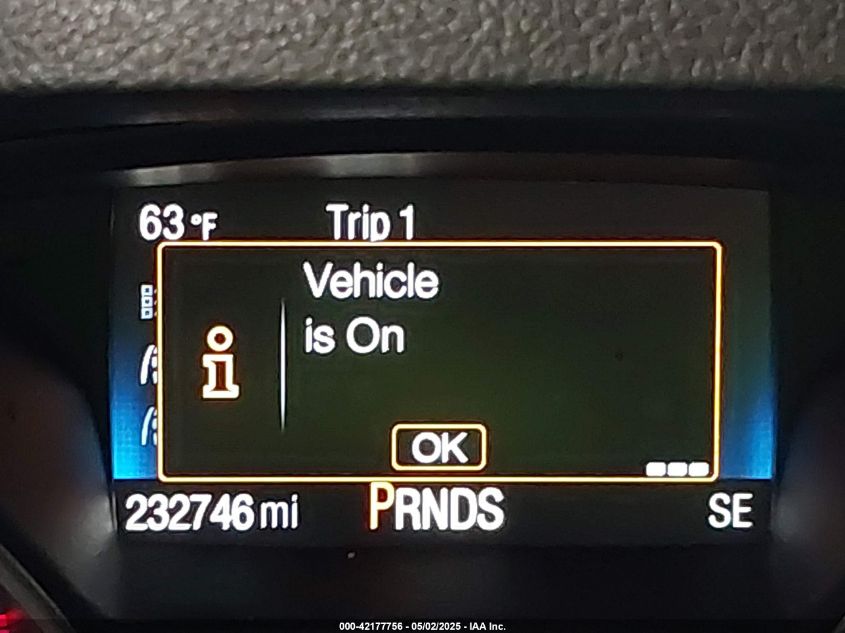 63°F Trip 1
Vehicle
is On
i
OK
232746 mi PRNDS SE
000-42177756 - 05/02/2025 - IAA Inc.